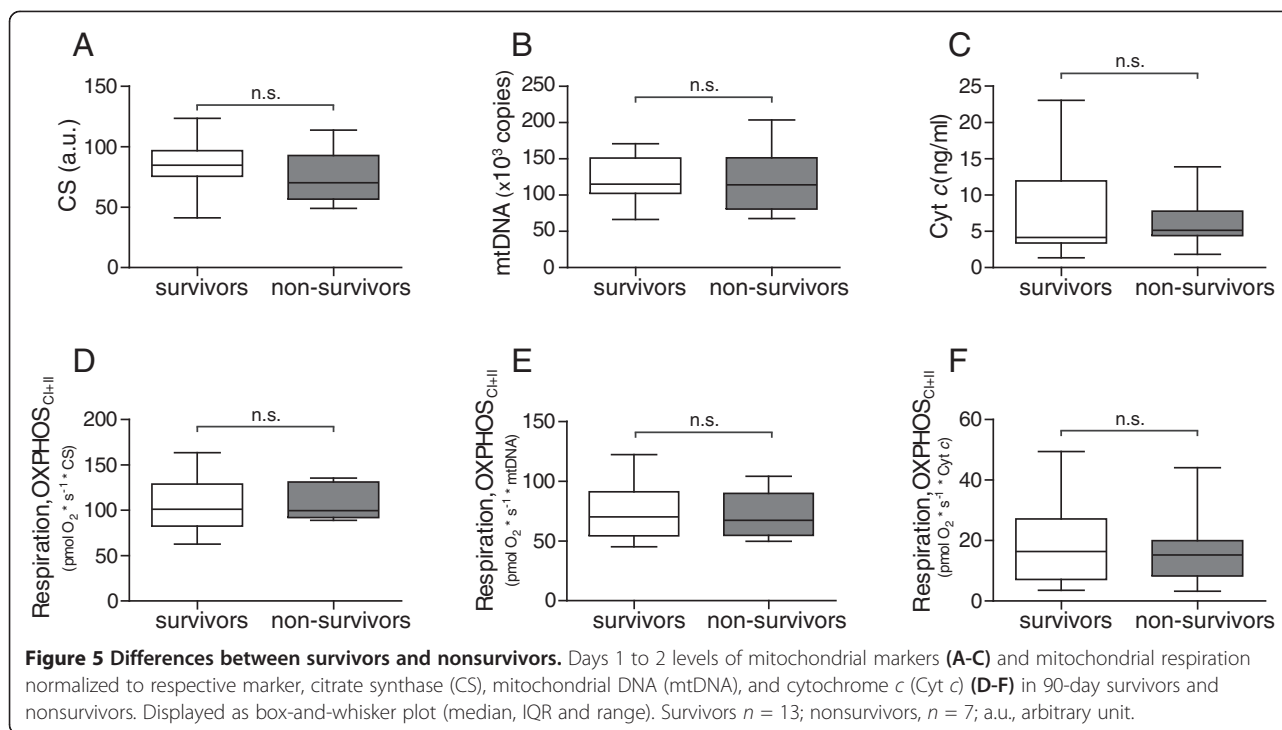 A
B
C
150
100
50
0
CS (a.u.)
n.s.
survivors
non-survivors
250
200
150
100
50
0
mtDNA (x10³ copies)
n.s.
survivors
non-survivors
25
20
15
10
5
0
Cyt c(ng/ml)
n.s.
survivors
non-survivors
D
E
F
200
150
100
50
0
Respiration,OXPHOS CI+II
(pmol O₂ * s⁻¹ * CS)
n.s.
survivors
non-survivors
150
100
50
0
Respiration,OXPHOS CI+II
(pmol O₂ * s⁻¹ * mtDNA)
n.s.
survivors
non-survivors
60
40
20
0
Respiration,OXPHOS CI+II
(pmol O₂ * s⁻¹ * Cyt c)
n.s.
survivors
non-survivors
Figure 5 Differences between survivors and nonsurvivors. Days 1 to 2 levels of mitochondrial markers (A-C) and mitochondrial respiration
normalized to respective marker, citrate synthase (CS), mitochondrial DNA (mtDNA), and cytochrome c (Cyt c) (D-F) in 90-day survivors and
nonsurvivors. Displayed as box-and-whisker plot (median, IQR and range). Survivors n = 13; nonsurvivors, n = 7; a.u., arbitrary unit.